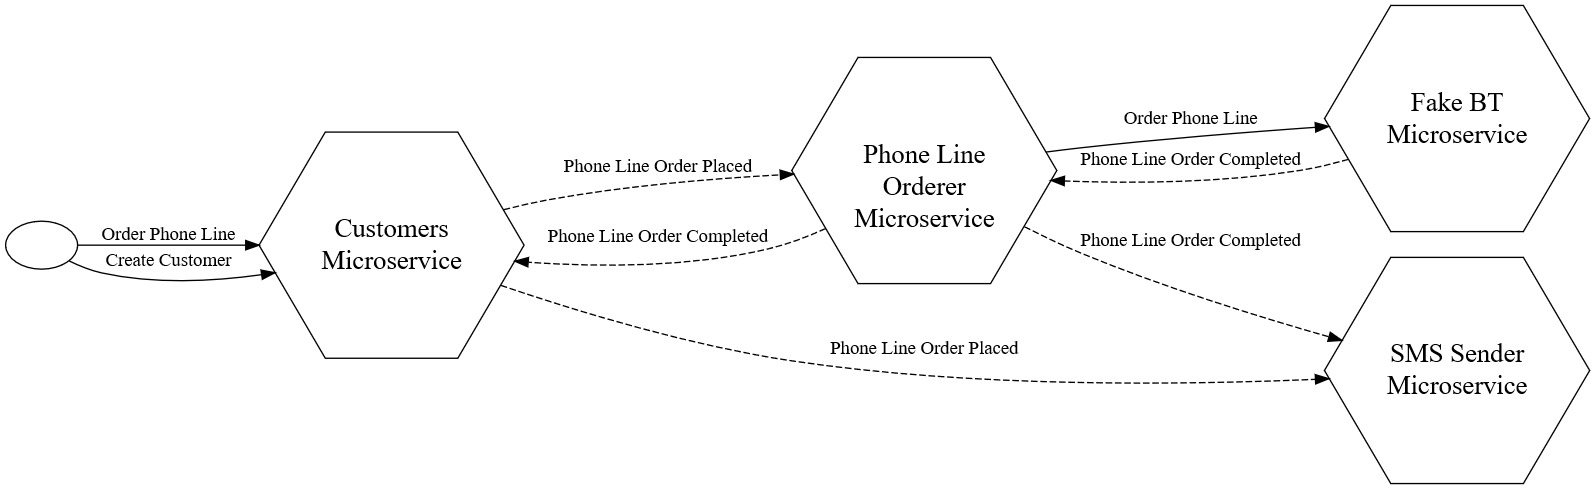 Order Phone Line
Create Customer
Customers
Microservice
Phone Line Order Placed
Phone Line Order Completed
Phone Line Order Placed
Phone Line
Orderer
Microservice
Order Phone Line
Phone Line Order Completed
Phone Line Order Completed
Fake BT
Microservice
SMS Sender
Microservice